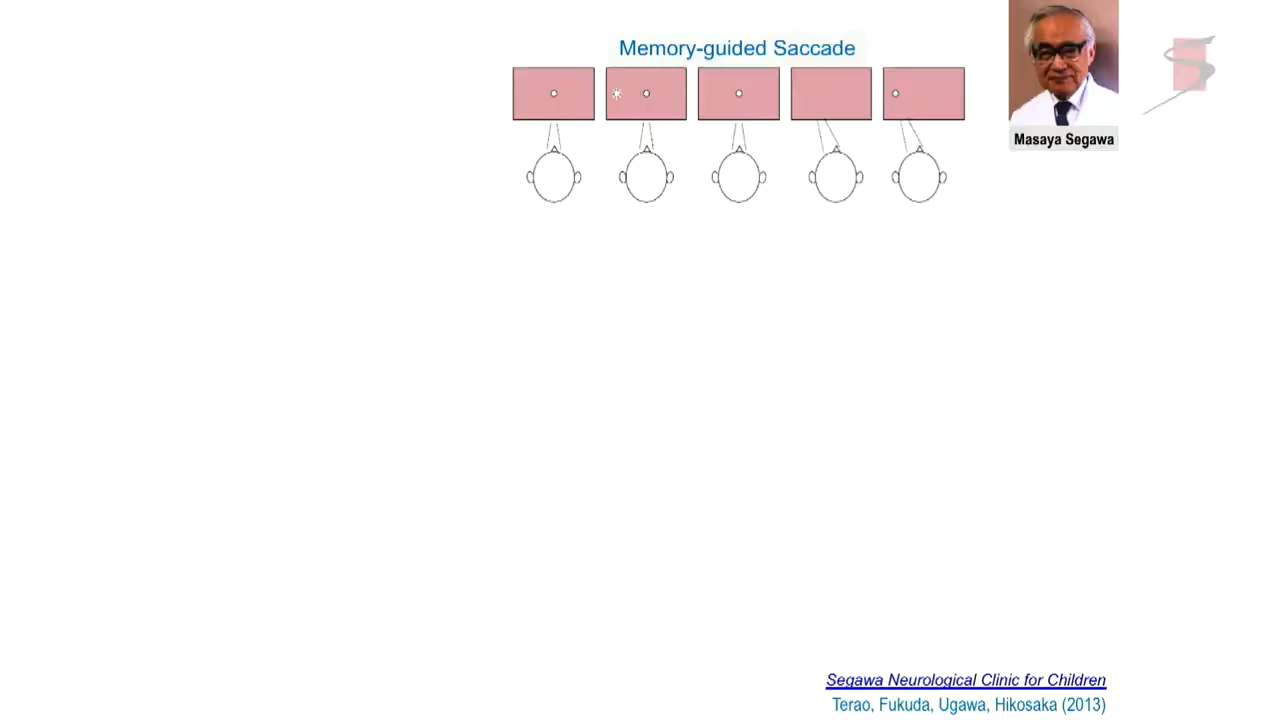 Memory-guided Saccade
Masaya Segawa
Segawa Neurological Clinic for Children
Terao, Fukuda, Ugawa, Hikosaka (2013)